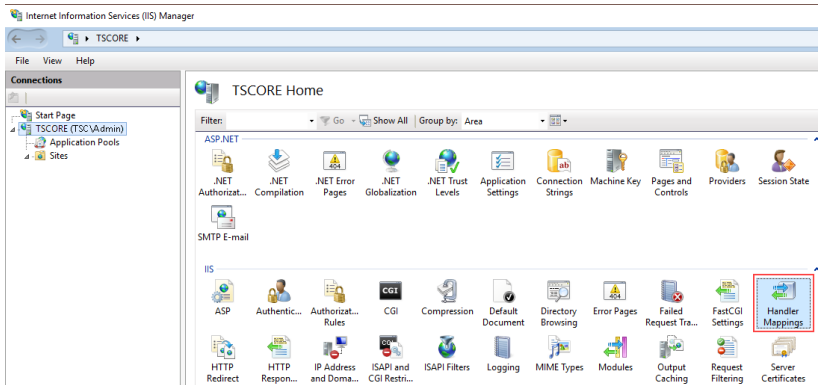 Internet Information Services (IIS) Manager
TSCORE
File View Help
Connections
Start Page
TSCORE (TSC\Admin)
Application Pools
Sites
TSCORE Home
Filter: Go Show All Group by: Area
ASP.NET
.NET Authorizat...
.NET Compilation
.NET Error Pages
.NET Globalization
.NET Trust Levels
Application Settings
Connection Strings
Machine Key
Pages and Controls
Providers
Session State
SMTP E-mail
IIS
ASP
Authentic...
Authorizat... Rules
CGI
Compression
Default Document
Directory Browsing
Error Pages
Failed Request Tra...
FastCGI Settings
Handler Mappings
HTTP Redirect
HTTP Respon...
IP Address and Doma...
ISAPI and CGI Restri...
ISAPI Filters
Logging
MIME Types
Modules
Output Caching
Request Filtering
Server Certificates